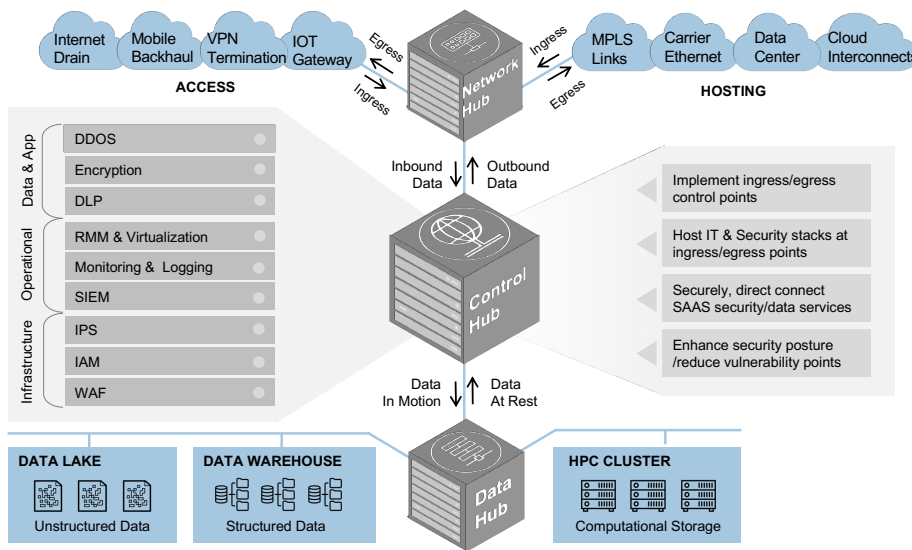 Internet
Drain
Mobile
Backhaul
VPN
Termination
IOT
Gateway
Egress
Ingress
Network
Hub
Ingress
Egress
MPLS
Links
Carrier
Ethernet
Data
Center
Cloud
Interconnects
ACCESS
HOSTING
Data & App
DDOS
Encryption
DLP
Operational
RMM & Virtualization
Monitoring & Logging
SIEM
Infrastructure
IPS
IAM
WAF
Inbound
Data
Outbound
Data
Control
Hub
Implement ingress/egress
control points
Host IT & Security stacks at
ingress/egress points
Securely, direct connect
SAAS security/data services
Enhance security posture
/reduce vulnerability points
Data
In Motion
Data
At Rest
DATA LAKE
Unstructured Data
DATA WAREHOUSE
Structured Data
Data
Hub
HPC CLUSTER
Computational Storage